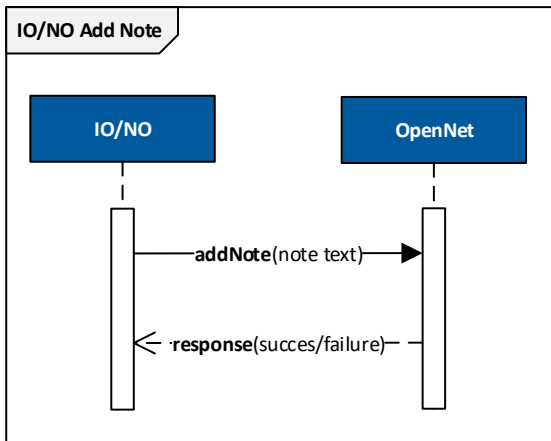 IO/NO Add Note
IO/NO
OpenNet
addNote(note text)
response(succes/failure)